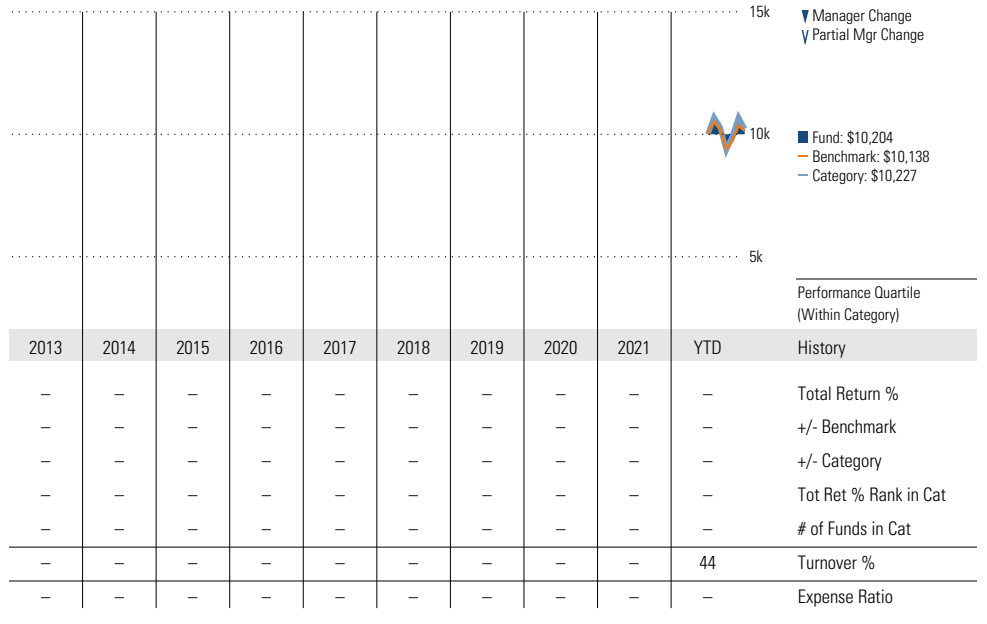 15k
Manager Change
Partial Mgr Change
10k
Fund: $10,204
Benchmark: $10,138
Category: $10,227
5k
Performance Quartile
(Within Category)
2013 2014 2015 2016 2017 2018 2019 2020 2021 YTD History
– – – – – – – – – – Total Return %
– – – – – – – – – – +/- Benchmark
– – – – – – – – – – +/- Category
– – – – – – – – – – Tot Ret % Rank in Cat
– – – – – – – – – – # of Funds in Cat
– – – – – – – – – 44 Turnover %
– – – – – – – – – – Expense Ratio